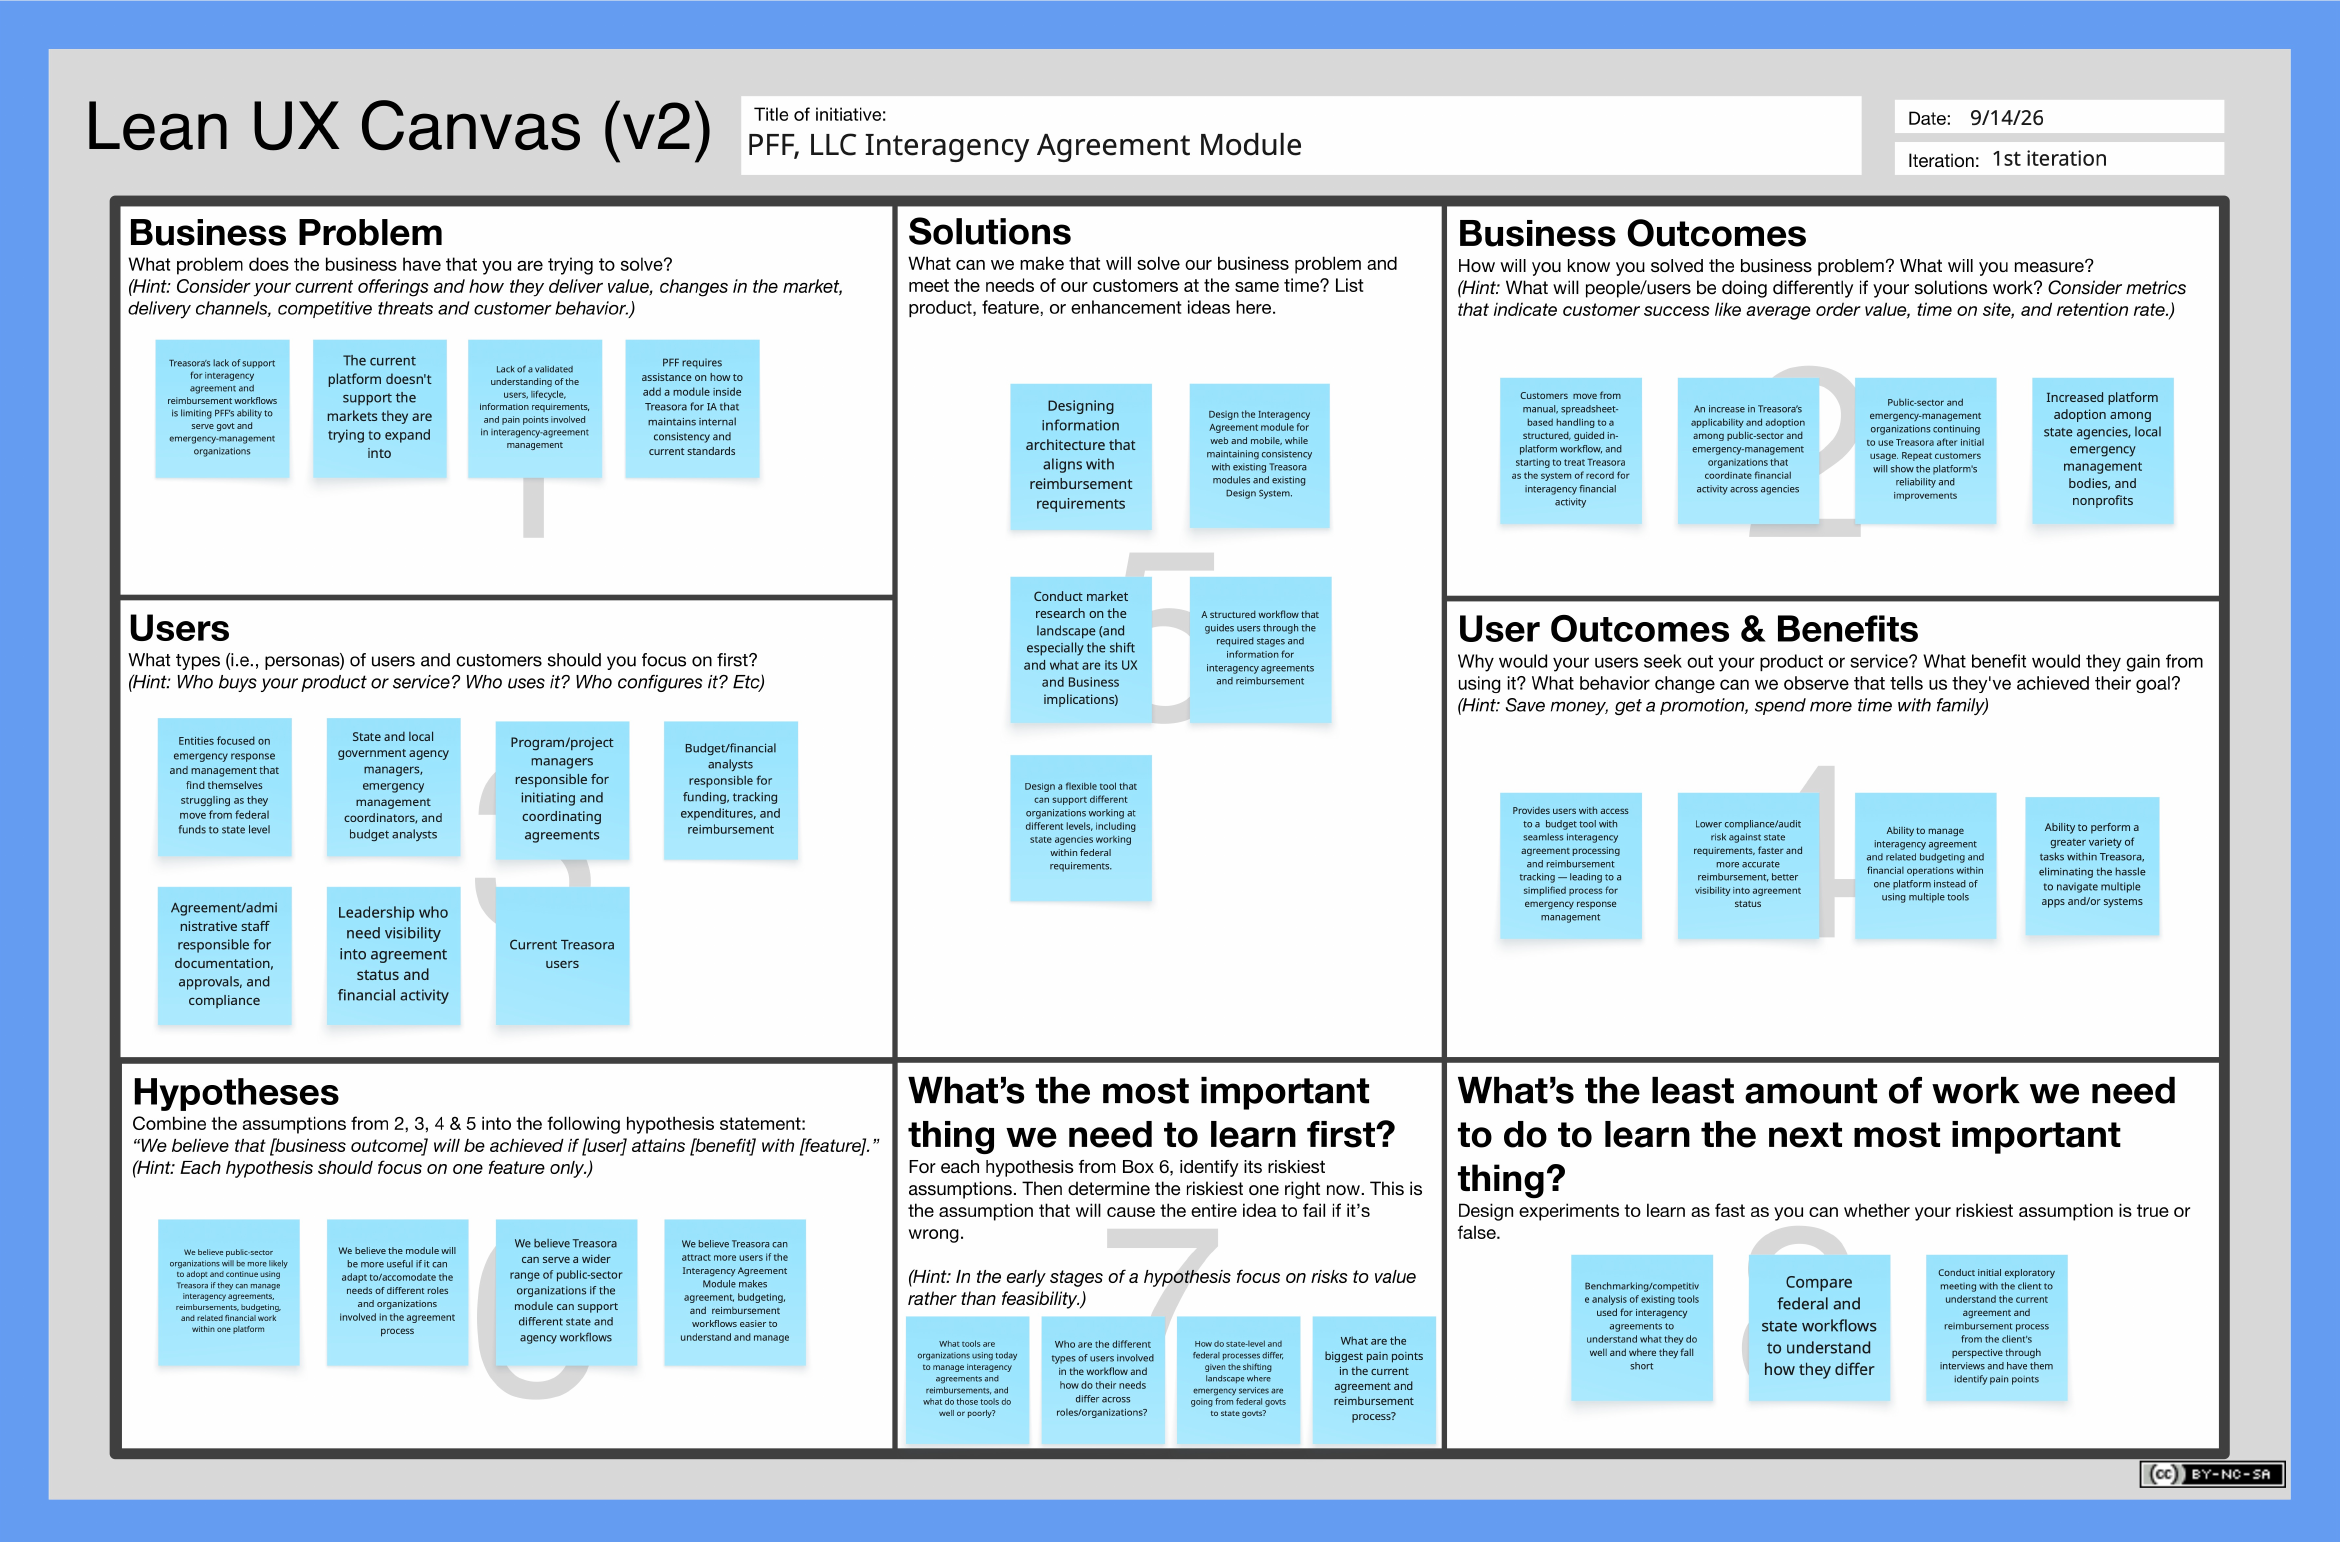 Lean UX Canvas (v2)
Title of initiative:
PFF, LLC Interagency Agreement Module
Date: 9/14/26
Iteration: 1st iteration
Business Problem
What problem does the business have that you are trying to solve?
(Hint: Consider your current offerings and how they deliver value, changes in the market,
delivery channels, competitive threats and customer behavior.)
Treasora's lack of support
for interagency
agreement and
reimbursement workflows
is limiting PFF's ability to
serve govt and
emergency-management
organizations
The current
platform doesn't
support the
markets they are
trying to expand
into
Lack of a validated
understanding of the
users, lifecycle,
information requirements,
and pain points involved
in interagency-agreement
management
PFF requires
assistance on how to
add a module inside
Treasora for IA that
maintains internal
consistency and
current standards
1
Solutions
What can we make that will solve our business problem and
meet the needs of our customers at the same time? List
product, feature, or enhancement ideas here.
Designing
information
architecture that
aligns with
reimbursement
requirements
Design the Interagency
Agreement module for
web and mobile, while
maintaining consistency
with existing Treasora
modules and existing
Design System.
Conduct market
research on the
landscape (and
especially the shift
and what are its UX
and Business
implications)
A structured workflow that
guides users through the
required stages and
information for
interagency agreements
and reimbursement
Design a flexible tool that
can support different
organizations working at
different levels, including
state agencies working
within federal
requirements.
5
Business Outcomes
How will you know you solved the business problem? What will you measure?
(Hint: What will people/users be doing differently if your solutions work? Consider metrics
that indicate customer success like average order value, time on site, and retention rate.)
Customers move from
manual, spreadsheet-
based handling to a
structured, guided in-
platform workflow, and
starting to treat Treasora
as the system of record for
interagency financial
activity
An increase in Treasora's
applicability and adoption
among public-sector and
emergency-management
organizations that
coordinate financial
activity across agencies
Public-sector and
emergency-management
organizations continuing
to use Treasora after initial
usage. Repeat customers
will show the platform's
reliability and
improvements
Increased platform
adoption among
state agencies, local
emergency
management
bodies, and
nonprofits
2
Users
What types (i.e., personas) of users and customers should you focus on first?
(Hint: Who buys your product or service? Who uses it? Who configures it? Etc)
Entities focused on
emergency response
and management that
find themselves
struggling as they
move from federal
funds to state level
State and local
government agency
managers,
emergency
management
coordinators, and
budget analysts
Program/project
managers
responsible for
initiating and
coordinating
agreements
Budget/financial
analysts
responsible for
funding, tracking
expenditures, and
reimbursement
Agreement/admi
nistrative staff
responsible for
documentation,
approvals, and
compliance
Leadership who
need visibility
into agreement
status and
financial activity
Current Treasora
users
3
User Outcomes & Benefits
Why would your users seek out your product or service? What benefit would they gain from
using it? What behavior change can we observe that tells us they've achieved their goal?
(Hint: Save money, get a promotion, spend more time with family)
Provides users with access
to a budget tool with
seamless interagency
agreement processing
and reimbursement
tracking — leading to a
simplified process for
emergency response
management
Lower compliance/audit
risk against state
requirements, faster and
more accurate
reimbursement, better
visibility into agreement
status
Ability to manage
interagency agreement
and related budgeting and
financial operations within
one platform instead of
using multiple tools
Ability to perform a
greater variety of
tasks within Treasora,
eliminating the hassle
to navigate multiple
apps and/or systems
4
Hypotheses
Combine the assumptions from 2, 3, 4 & 5 into the following hypothesis statement:
“We believe that [business outcome] will be achieved if [user] attains [benefit] with [feature].”
(Hint: Each hypothesis should focus on one feature only.)
We believe public-sector
organizations will be more likely
to adopt and continue using
Treasora if they can manage
interagency agreements,
reimbursements, budgeting,
and related financial work
within one platform
We believe the module will
be more useful if it can
adapt to/accomodate the
needs of different roles
and organizations
involved in the agreement
process
We believe Treasora
can serve a wider
range of public-sector
organizations if the
module can support
different state and
agency workflows
We believe Treasora can
attract more users if the
Interagency Agreement
Module makes
agreement, budgeting,
and reimbursement
workflows easier to
understand and manage
6
What’s the most important
thing we need to learn first?
For each hypothesis from Box 6, identify its riskiest
assumptions. Then determine the riskiest one right now. This is
the assumption that will cause the entire idea to fail if it’s
wrong.
(Hint: In the early stages of a hypothesis focus on risks to value
rather than feasibility.)
What tools are
organizations using today
to manage interagency
agreements and
reimbursements, and
what do those tools do
well or poorly?
Who are the different
types of users involved
in the workflow and
how do their needs
differ across
roles/organizations?
How do state-level and
federal processes differ,
given the shifting
landscape where
emergency services are
going from federal govts
to state govts?
What are the
biggest pain points
in the current
agreement and
reimbursement
process?
7
What’s the least amount of work we need
to do to learn the next most important
thing?
Design experiments to learn as fast as you can whether your riskiest assumption is true or
false.
Benchmarking/competitiv
e analysis of existing tools
used for interagency
agreements to
understand what they do
well and where they fall
short
Compare
federal and
state workflows
to understand
how they differ
Conduct initial exploratory
meeting with the client to
understand the current
agreement and
reimbursement process
from the client's
perspective through
interviews and have them
identify pain points
8
(cc) BY-NC-SA